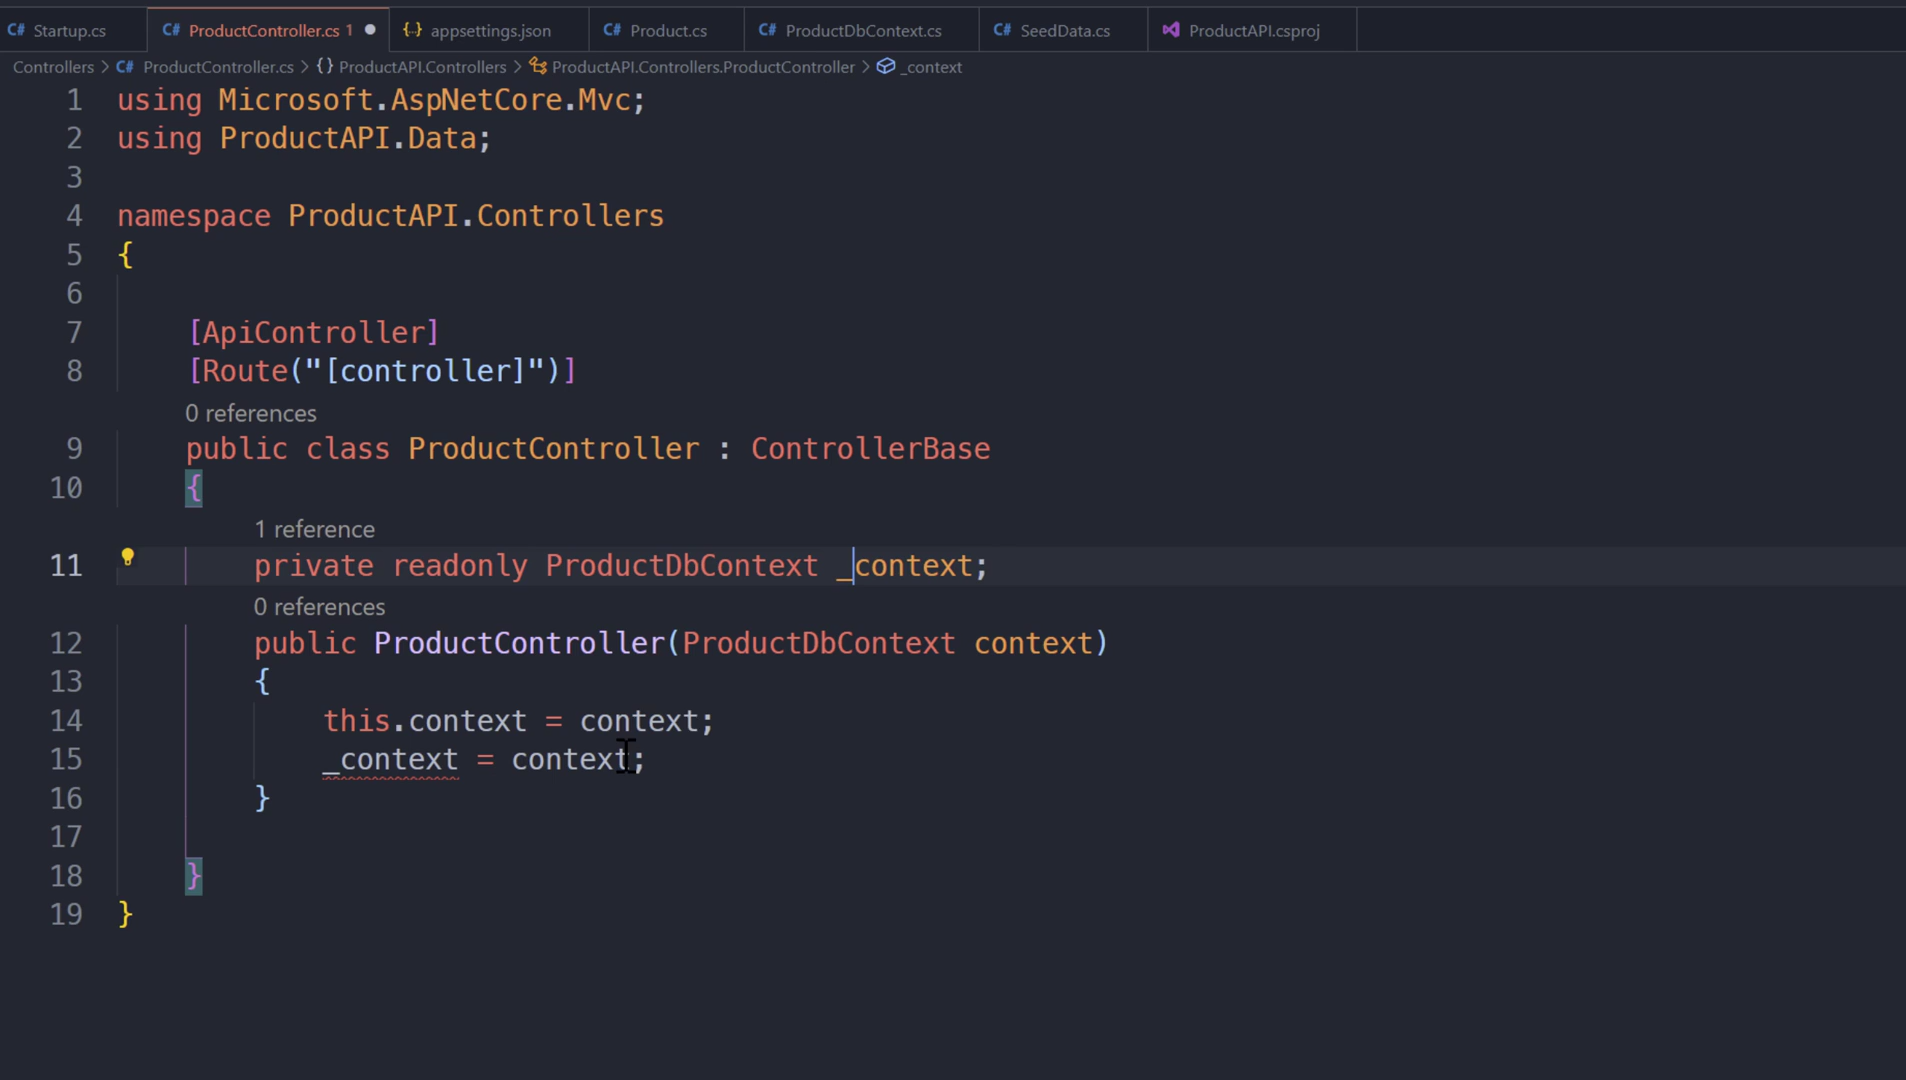 Startup.cs ProductController.cs 1 appsettings.json Product.cs ProductDbContext.cs SeedData.cs ProductAPI.csproj
Controllers > ProductController.cs > {} ProductAPI.Controllers > ProductAPI.Controllers.ProductController > _context
1 using Microsoft.AspNetCore.Mvc;
2 using ProductAPI.Data;
3
4 namespace ProductAPI.Controllers
5 {
6
7 [ApiController]
8 [Route("[controller]")]
0 references
9 public class ProductController : ControllerBase
10 {
1 reference
11 private readonly ProductDbContext _context;
0 references
12 public ProductController(ProductDbContext context)
13 {
14 this.context = context;
15 _context = context;
16 }
17
18 }
19 }